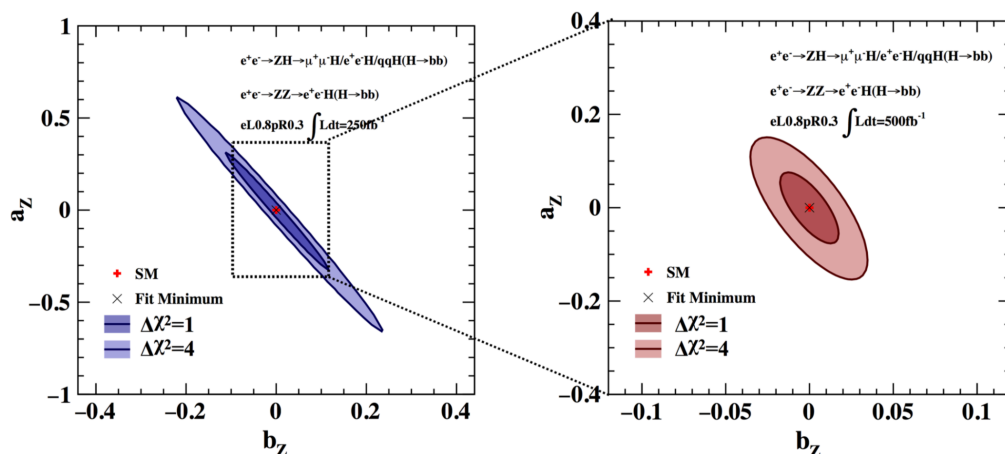 1
0.5
0
−0.5
−1
a_Z
e⁺e⁻→ZH→μ⁺μ⁻H/e⁺e⁻H/qqH(H→bb)
e⁺e⁻→ZZ→e⁺e⁻H(H→bb)
eL0.8pR0.3 ∫Ldt=250fb⁻¹
SM
Fit Minimum
Δχ²=1
Δχ²=4
−0.4 −0.2 0 0.2 0.4
b_Z
0.4
0.2
0
−0.2
−0.4
a_Z
e⁺e⁻→ZH→μ⁺μ⁻H/e⁺e⁻H/qqH(H→bb)
e⁺e⁻→ZZ→e⁺e⁻H(H→bb)
eL0.8pR0.3 ∫Ldt=500fb⁻¹
SM
Fit Minimum
Δχ²=1
Δχ²=4
−0.1 −0.05 0 0.05 0.1
b_Z